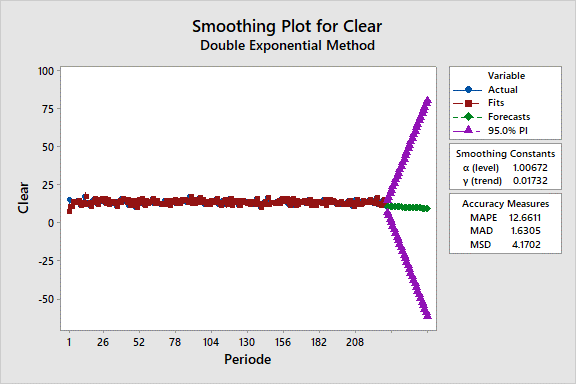 Smoothing Plot for Clear
Double Exponential Method
100
75
50
25
0
-25
-50
Clear
1 26 52 78 104 130 156 182 208
Periode
Variable
Actual
Fits
Forecasts
95.0% PI
Smoothing Constants
α (level) 1.00672
γ (trend) 0.01732
Accuracy Measures
MAPE 12.6611
MAD 1.6305
MSD 4.1702